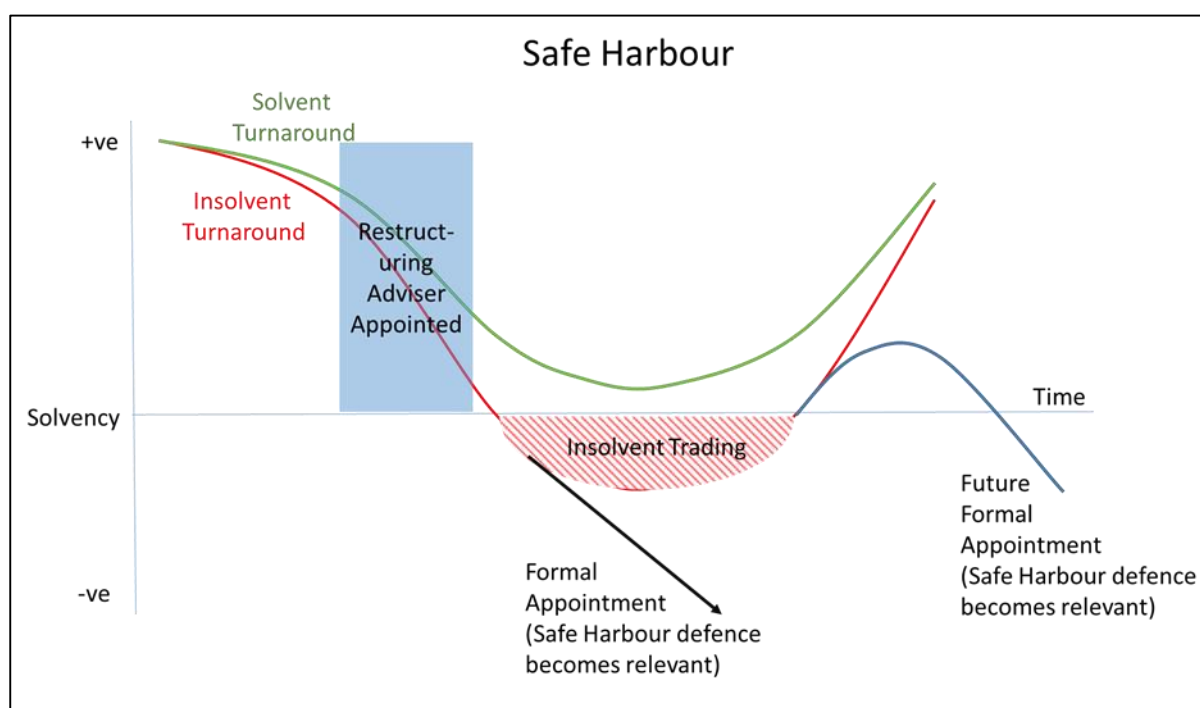 Safe Harbour
Solvent
Turnaround
+ve
Insolvent
Turnaround
Restruct-
uring
Adviser
Appointed
Time
Solvency
Insolvent Trading
Future
Formal
Appointment
(Safe Harbour defence
becomes relevant)
Formal
Appointment
(Safe Harbour defence
becomes relevant)
-ve